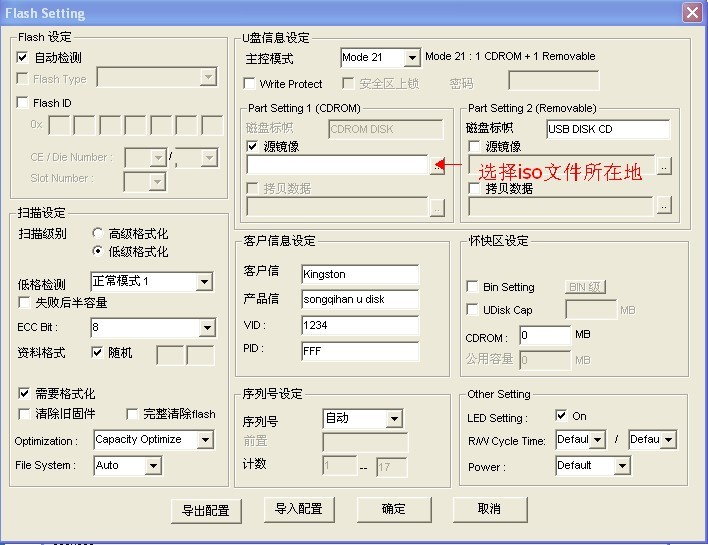 Flash Setting
Flash 设定
自动检测
Flash Type
Flash ID
0x
CE / Die Number :
/
Slot Number :
扫描设定
扫描级别
高级格式化
低级格式化
低格检测
正常模式 1
失败后半容量
ECC Bit :
8
资料格式
随机
需要格式化
清除旧固件
完整清除flash
Optimization :
Capacity Optimize
File System :
Auto
U盘信息设定
主控模式
Mode 21
Mode 21 : 1 CDROM + 1 Removable
Write Protect
安全区上锁
密码
Part Setting 1 (CDROM)
磁盘标帜
CDROM DISK
源镜像
..
拷贝数据
..
Part Setting 2 (Removable)
磁盘标帜
USB DISK CD
源镜像
..
拷贝数据
..
选择iso文件所在地
客户信息设定
客户信
Kingston
产品信
songqihan u disk
VID :
1234
PID :
FFF
怀快区设定
Bin Setting
BIN 级
UDisk Cap
MB
CDROM :
0
MB
公用容量
0
MB
序列号设定
序列号
自动
前置
计数
1
--
17
Other Setting
LED Setting :
On
R/W Cycle Time:
Defaul
/
Defau
Power :
Default
导出配置
导入配置
确定
取消